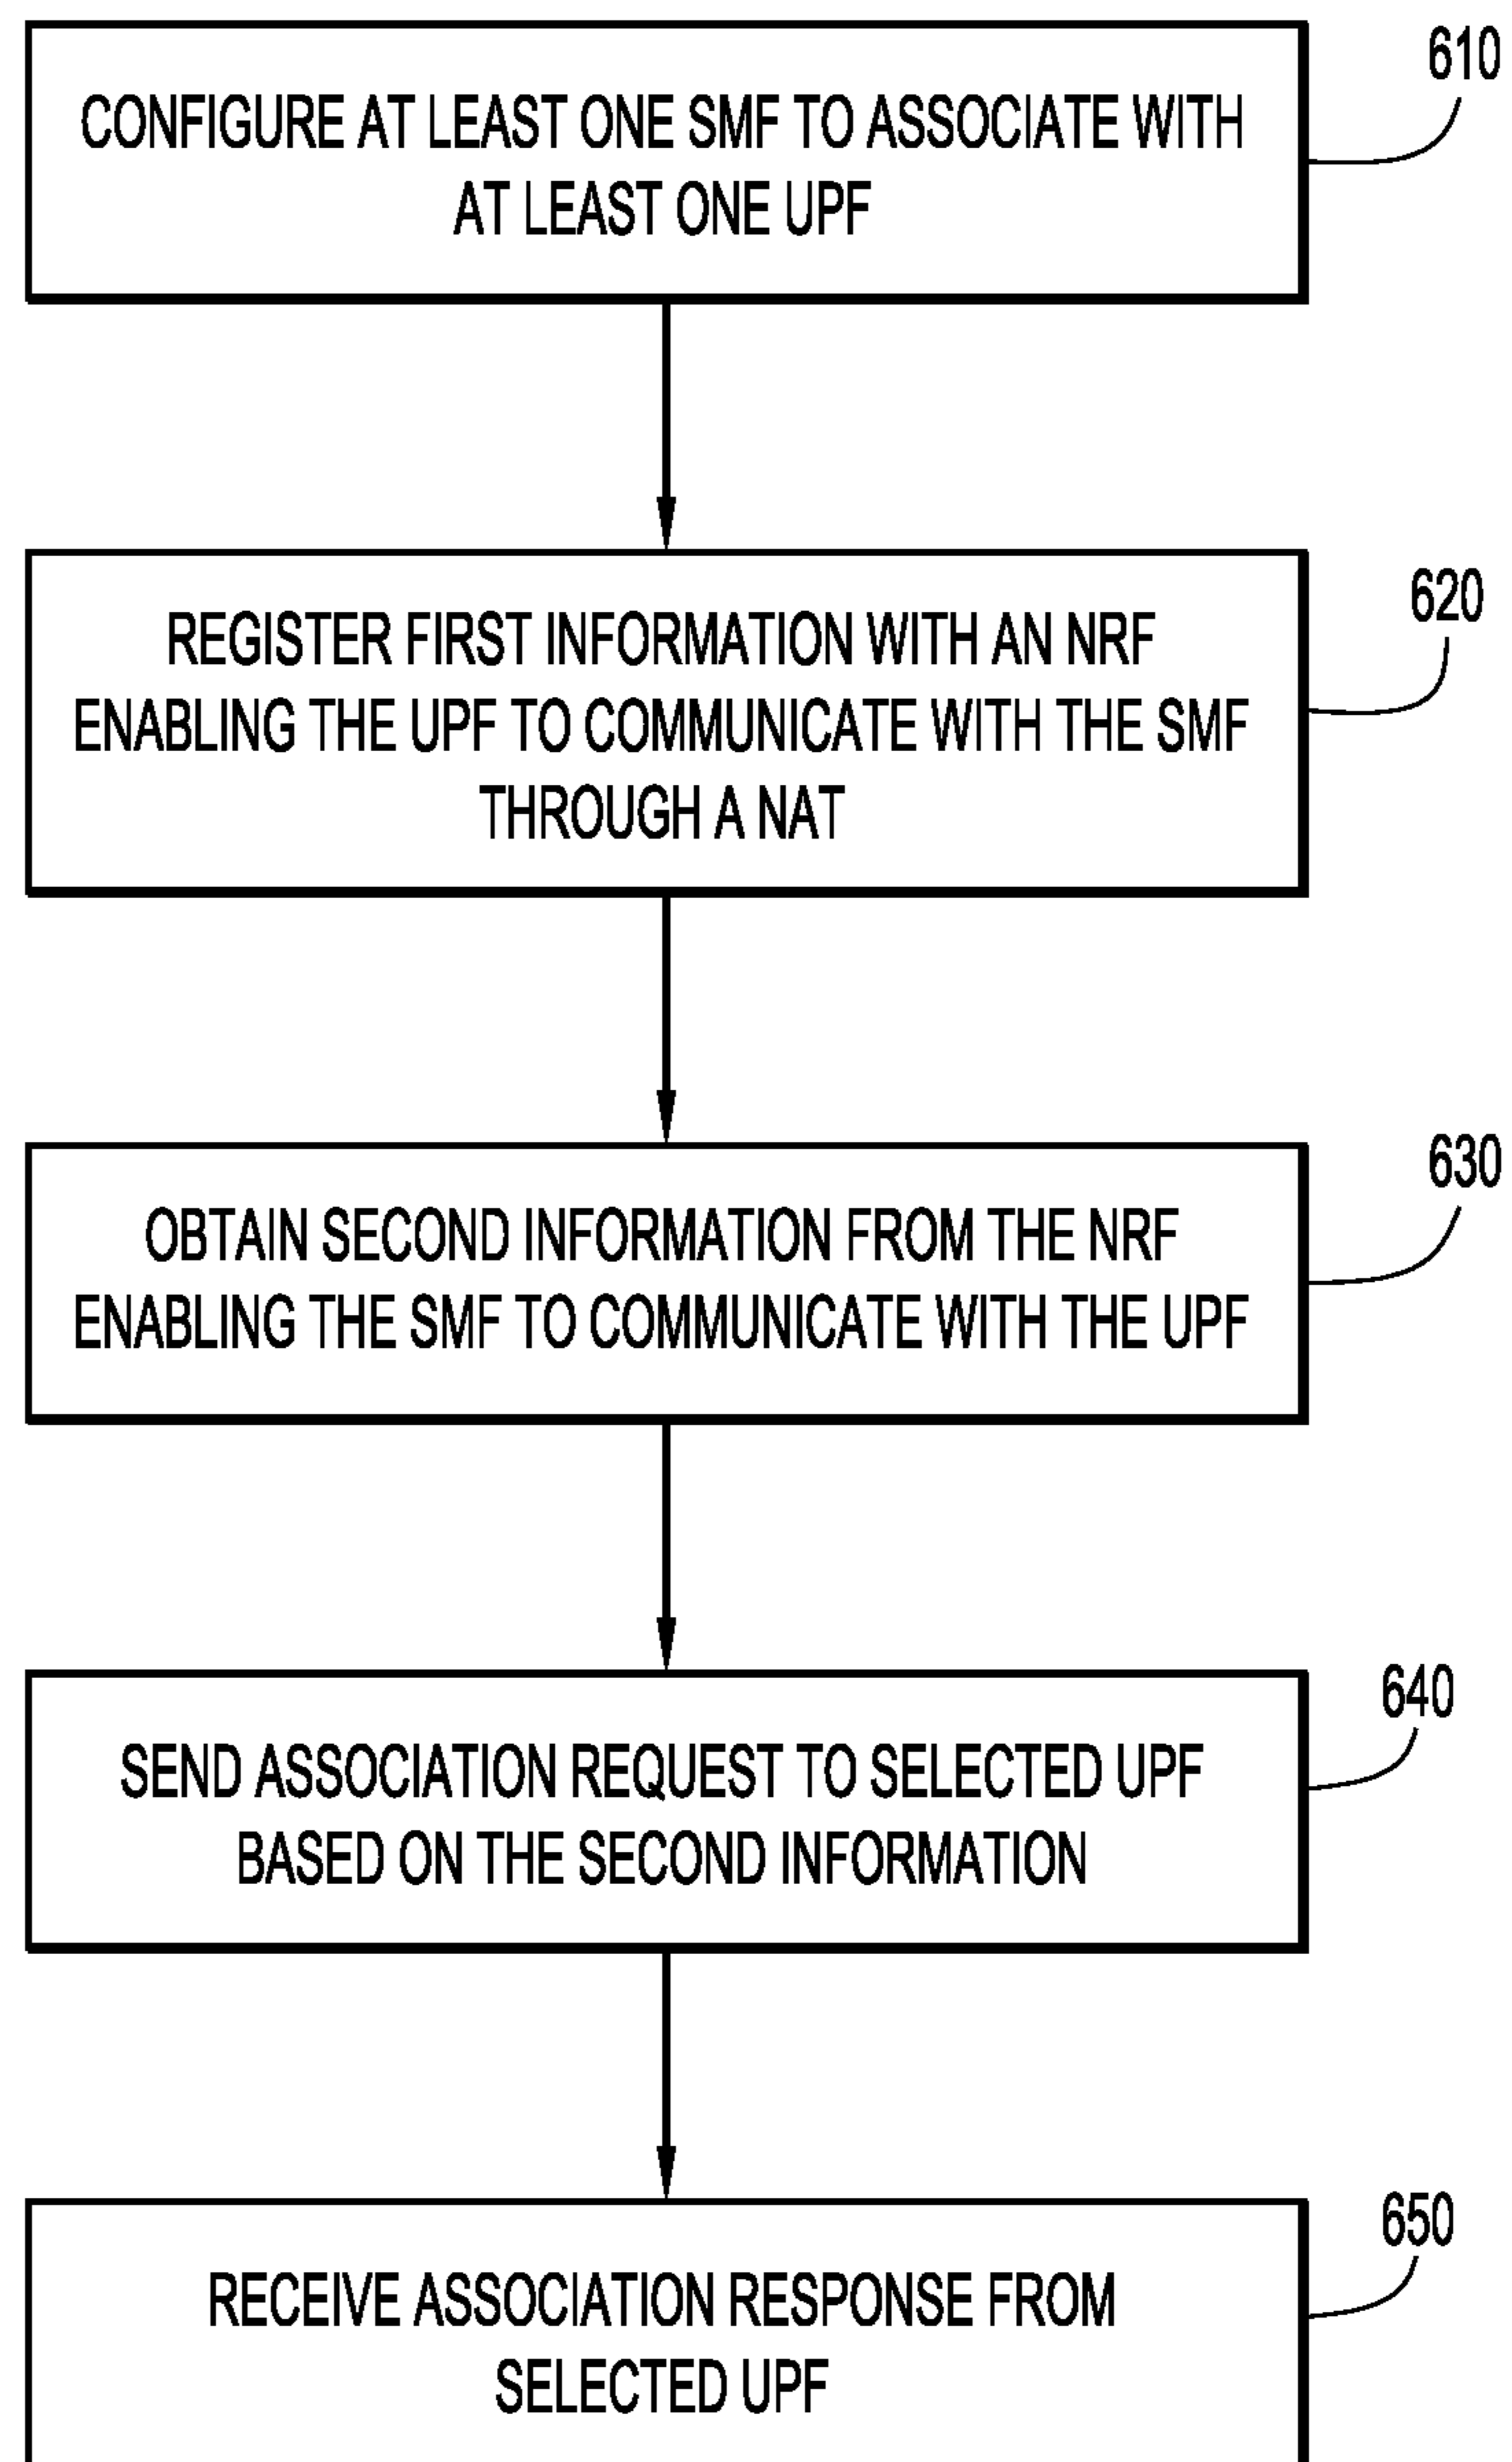 610
CONFIGURE AT LEAST ONE SMF TO ASSOCIATE WITH
AT LEAST ONE UPF
620
REGISTER FIRST INFORMATION WITH AN NRF
ENABLING THE UPF TO COMMUNICATE WITH THE SMF
THROUGH A NAT
630
OBTAIN SECOND INFORMATION FROM THE NRF
ENABLING THE SMF TO COMMUNICATE WITH THE UPF
640
SEND ASSOCIATION REQUEST TO SELECTED UPF
BASED ON THE SECOND INFORMATION
650
RECEIVE ASSOCIATION RESPONSE FROM
SELECTED UPF